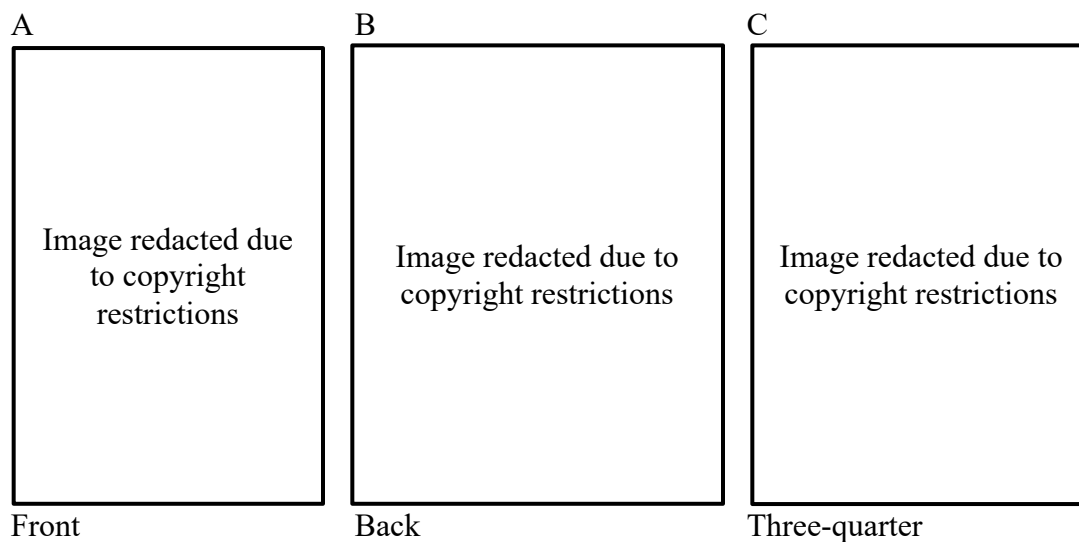 A
Image redacted due
to copyright
restrictions
Front
B
Image redacted due to
copyright restrictions
Back
C
Image redacted due to
copyright restrictions
Three-quarter